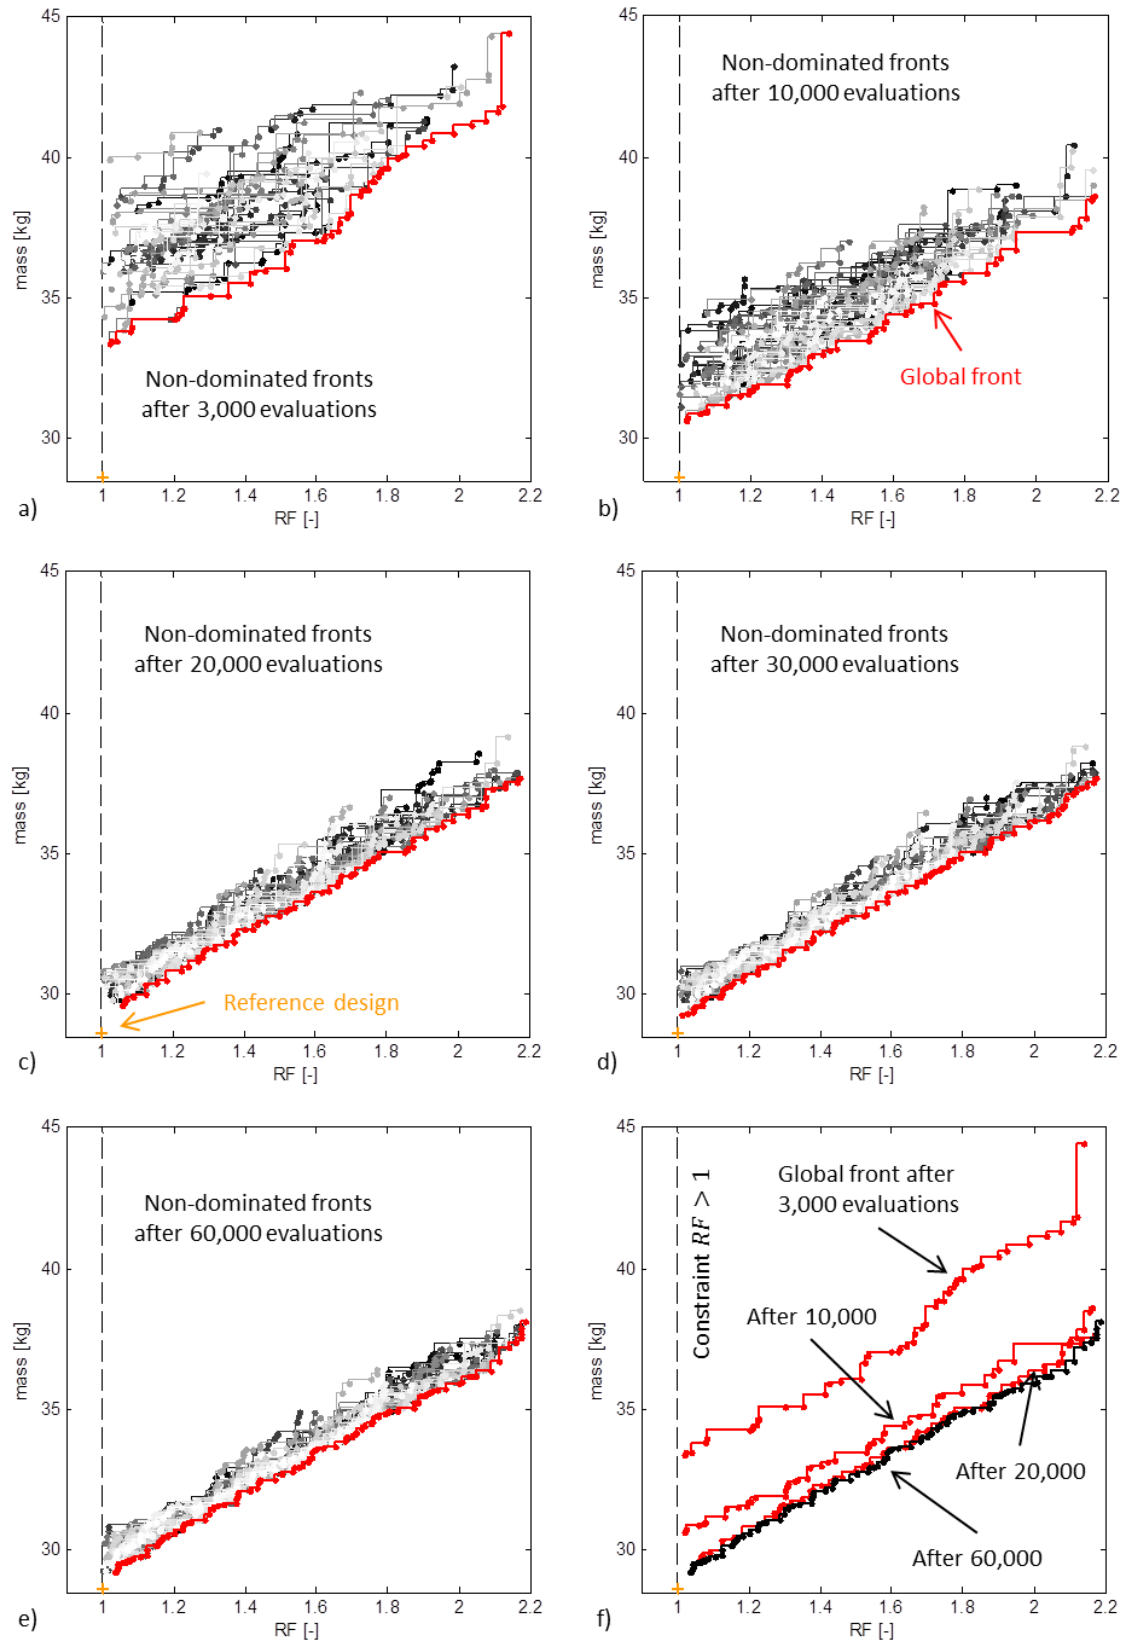 45
40
35
30
mass [kg]
Non-dominated fronts
after 3,000 evaluations
1 1.2 1.4 1.6 1.8 2 2.2
RF [-]
a)
45
40
35
30
mass [kg]
Non-dominated fronts
after 10,000 evaluations
Global front
1 1.2 1.4 1.6 1.8 2 2.2
RF [-]
b)
45
40
35
30
mass [kg]
Non-dominated fronts
after 20,000 evaluations
Reference design
1 1.2 1.4 1.6 1.8 2 2.2
RF [-]
c)
45
40
35
30
mass [kg]
Non-dominated fronts
after 30,000 evaluations
1 1.2 1.4 1.6 1.8 2 2.2
RF [-]
d)
45
40
35
30
mass [kg]
Non-dominated fronts
after 60,000 evaluations
1 1.2 1.4 1.6 1.8 2 2.2
RF [-]
e)
45
40
35
30
mass [kg]
Constraint RF > 1
Global front after
3,000 evaluations
After 10,000
After 20,000
After 60,000
1 1.2 1.4 1.6 1.8 2 2.2
RF [-]
f)